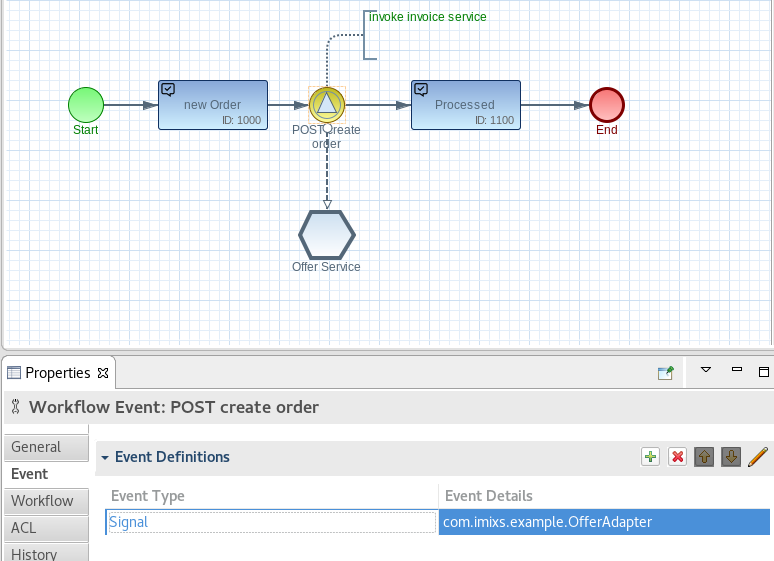 invoke invoice service
new Order
ID: 1000
Processed
ID: 1100
Start
POST create
order
End
Offer Service
Properties
Workflow Event: POST create order
General
Event
Workflow
ACL
History
Event Definitions
Event Type
Event Details
Signal
com.imixs.example.OfferAdapter